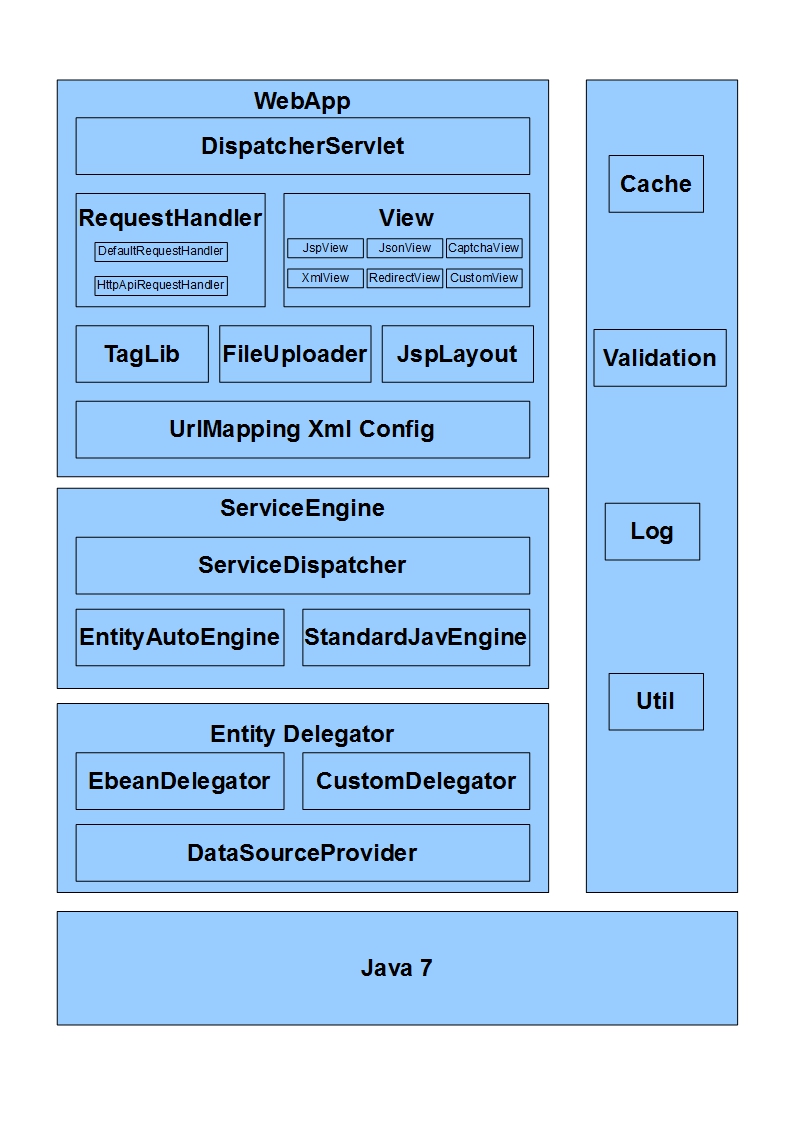 WebApp
DispatcherServlet
RequestHandler
DefaultRequestHandler
HttpApiRequestHandler
View
JspView
JsonView
CaptchaView
XmlView
RedirectView
CustomView
TagLib
FileUploader
JspLayout
UrlMapping Xml Config
ServiceEngine
ServiceDispatcher
EntityAutoEngine
StandardJavEngine
Entity Delegator
EbeanDelegator
CustomDelegator
DataSourceProvider
Cache
Validation
Log
Util
Java 7